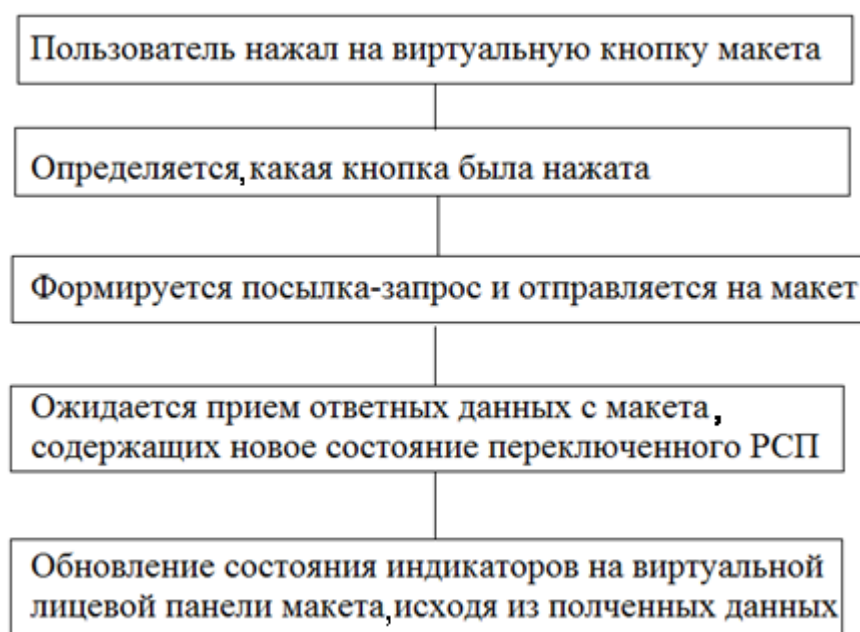 Пользователь нажал на виртуальную кнопку макета
Определяется, какая кнопка была нажата
Формируется посылка-запрос и отправляется на макет
Ожидается прием ответных данных с макета,
содержащих новое состояние переключенного РСП
Обновление состояния индикаторов на виртуальной
лицевой панели макета, исходя из полченных данных